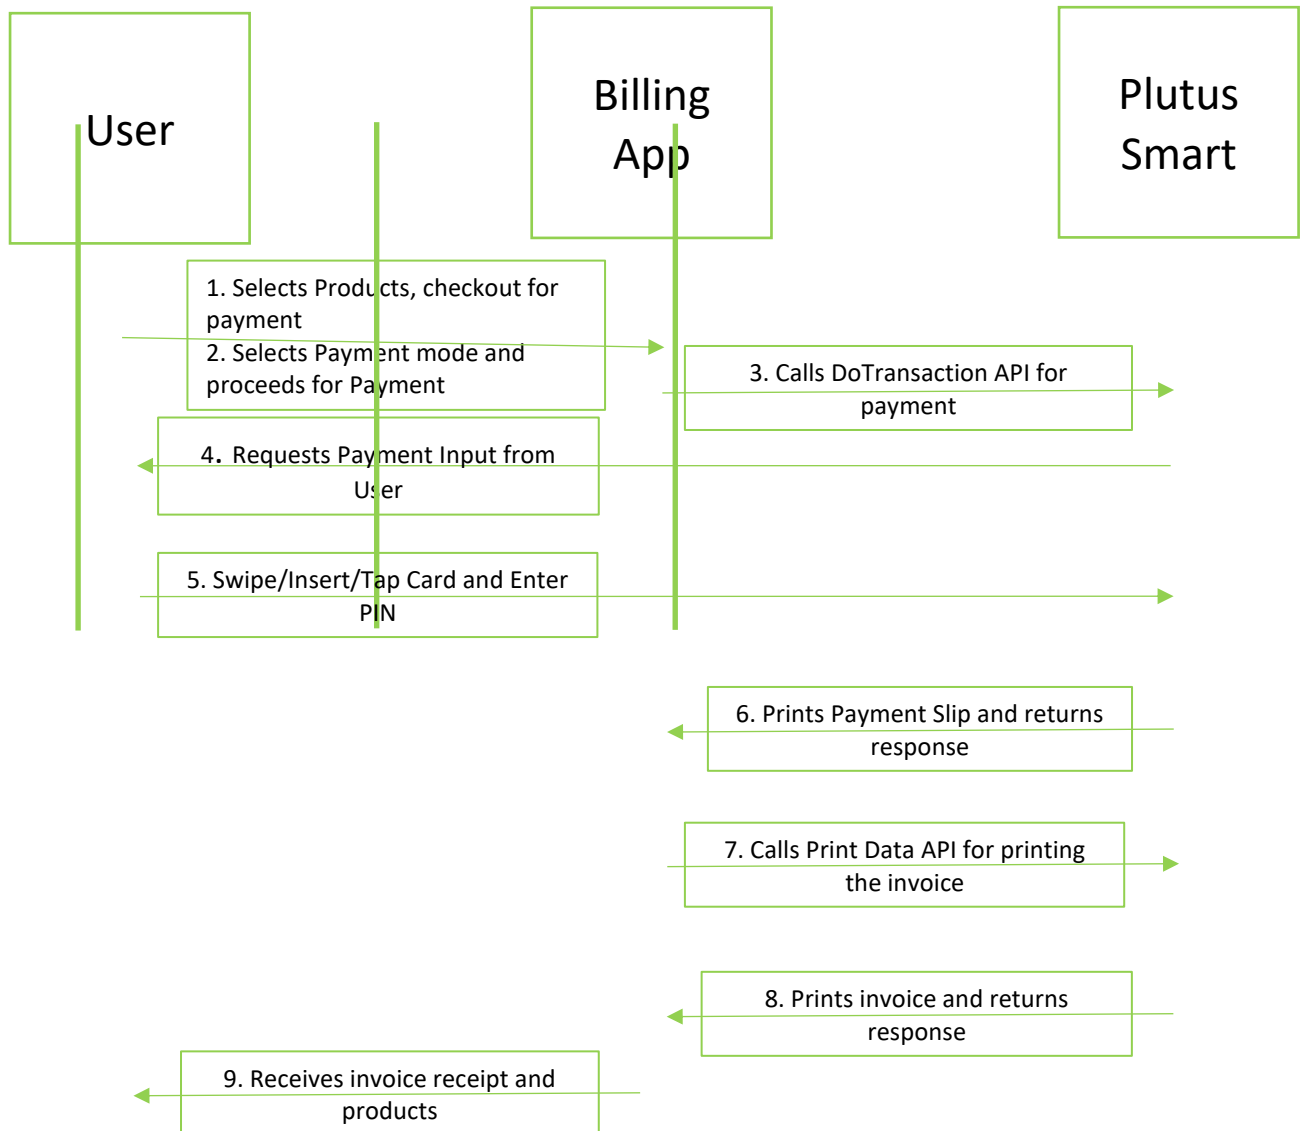 User
Billing
App
Plutus
Smart
1. Selects Products, checkout for
payment
2. Selects Payment mode and
proceeds for Payment
3. Calls DoTransaction API for
payment
4. Requests Payment Input from
User
5. Swipe/Insert/Tap Card and Enter
PIN
6. Prints Payment Slip and returns
response
7. Calls Print Data API for printing
the invoice
8. Prints invoice and returns
response
9. Receives invoice receipt and
products